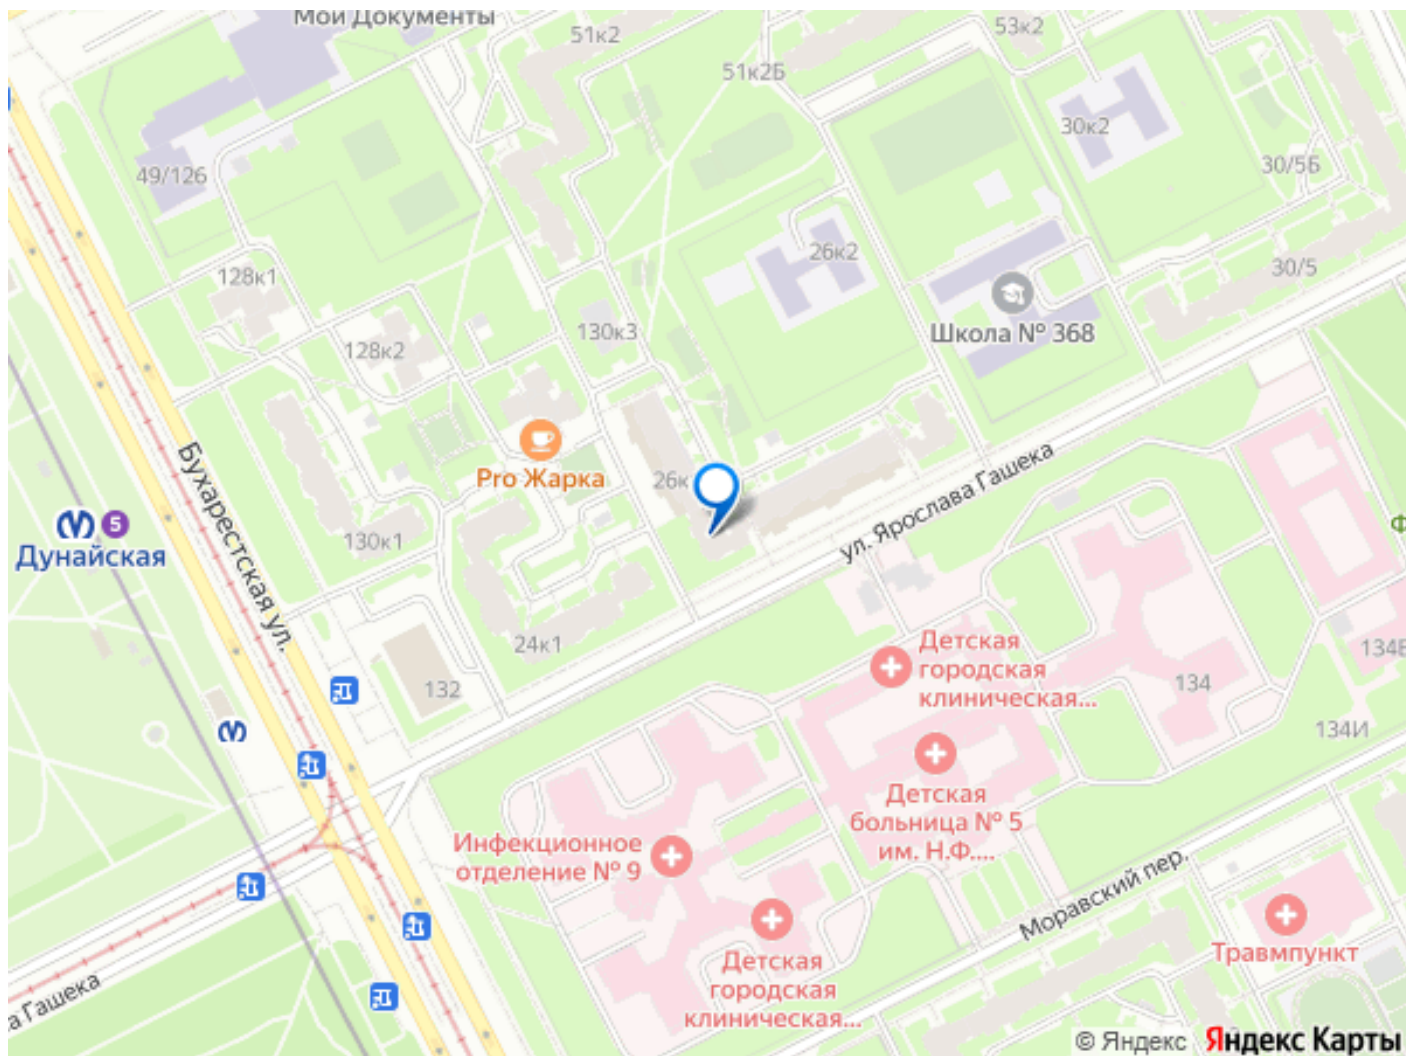 Мои Документы
51к2
53к2
51к2Б
30к2
49/126
30/5Б
26к2
128к1
30/5
130к3
Школа № 368
128к2
Pro Жарка
26к
ул. Ярослава Гашека
Бухарестская ул.
5
Дунайская
130к1
24к1
132
Детская
городская
клиническая...
134
134Б
134И
Детская
больница № 5
им. Н.Ф....
Инфекционное
отделение № 9
Моравский пер.
Травмпункт
Детская
городская
клиническая...
а Гашека
© Яндекс Яндекс Карты